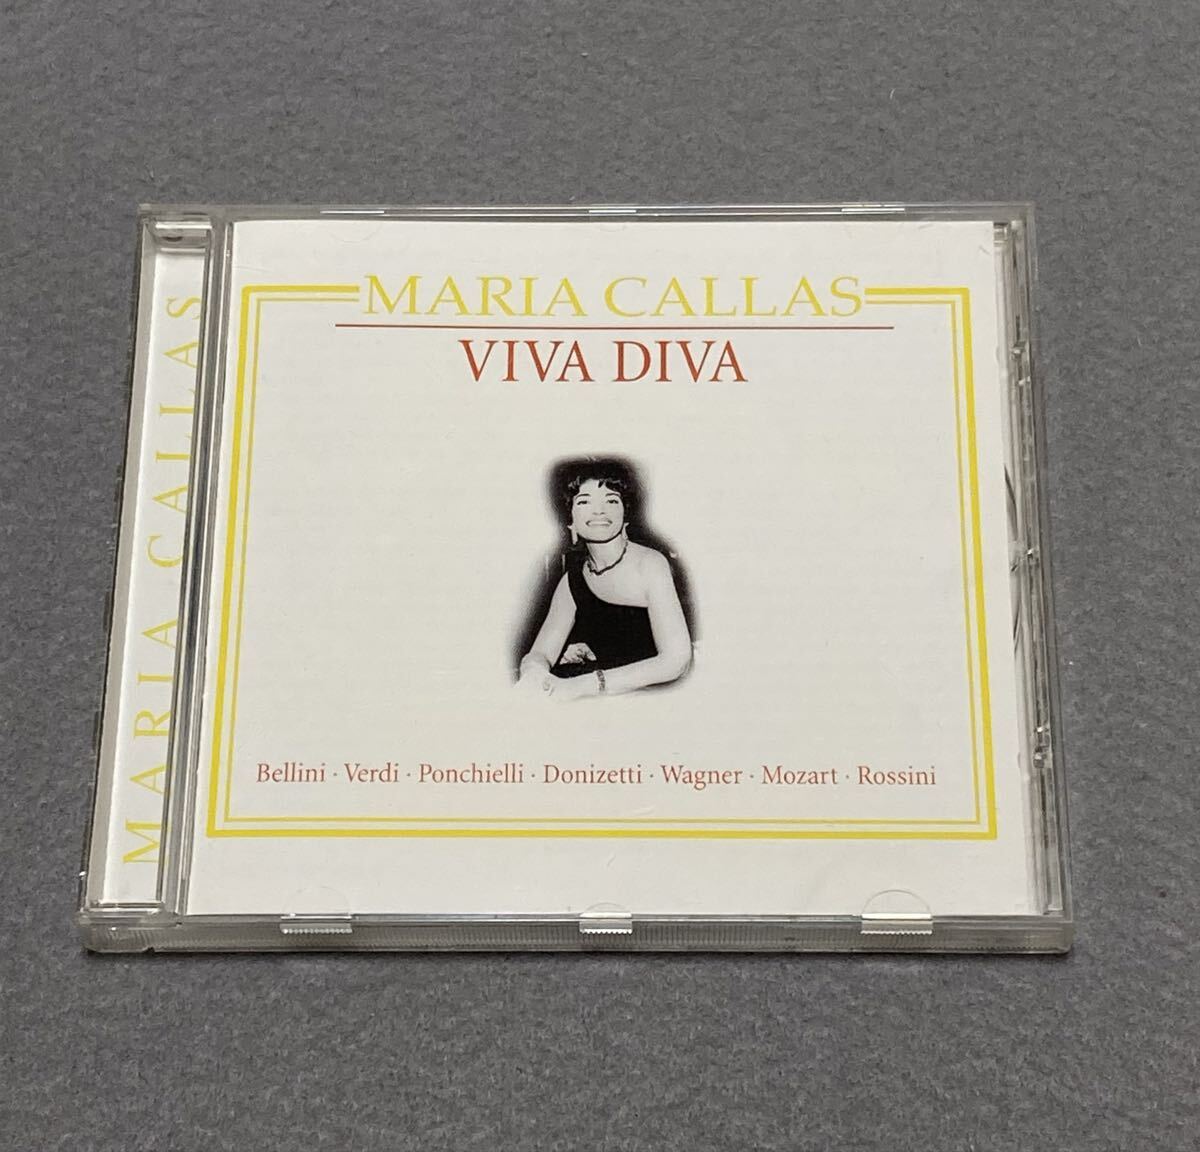 MARIA CALLAS
MARIA CALLAS
VIVA DIVA
Bellini · Verdi · Ponchielli · Donizetti · Wagner · Mozart · Rossini